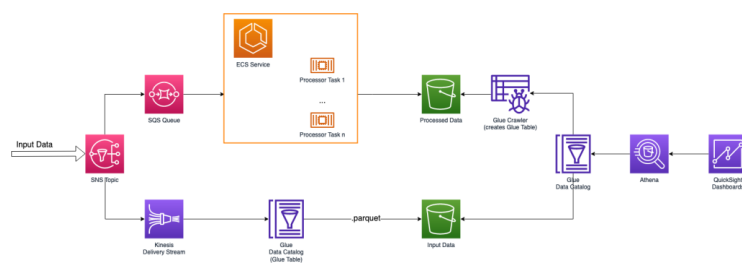 ECS Service
Processor Task 1
...
Processor Task n
SQS Queue
Processed Data
Glue Crawler
(creates Glue Table)
Input Data
SNS Topic
Glue
Data Catalog
Athena
QuickSight
Dashboards
.parquet
Kinesis
Delivery Stream
Glue
Data Catalog
(Glue Table)
Input Data